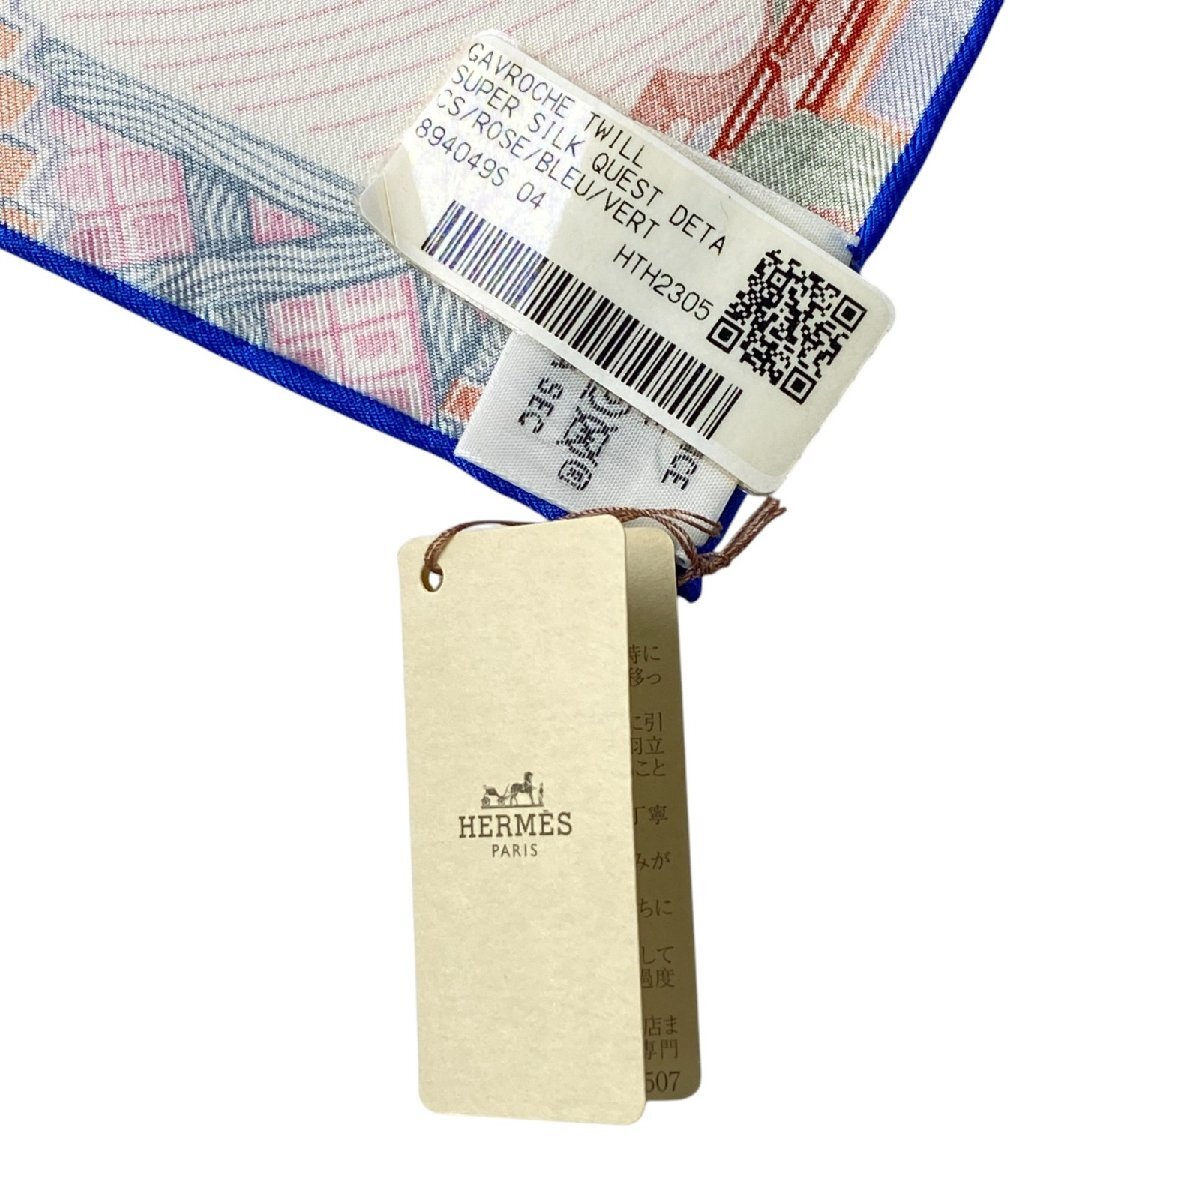 GAVROCHE TWILL
SUPER SILK QUEST DETA
CS/ROSE/BLEU/VERT
894049S 04
HTH2305
HERMÈS
PARIS
時に
移っ
に引
羽立
こと
丁寧
みが
ちに
して
過度
店ま
専門
507